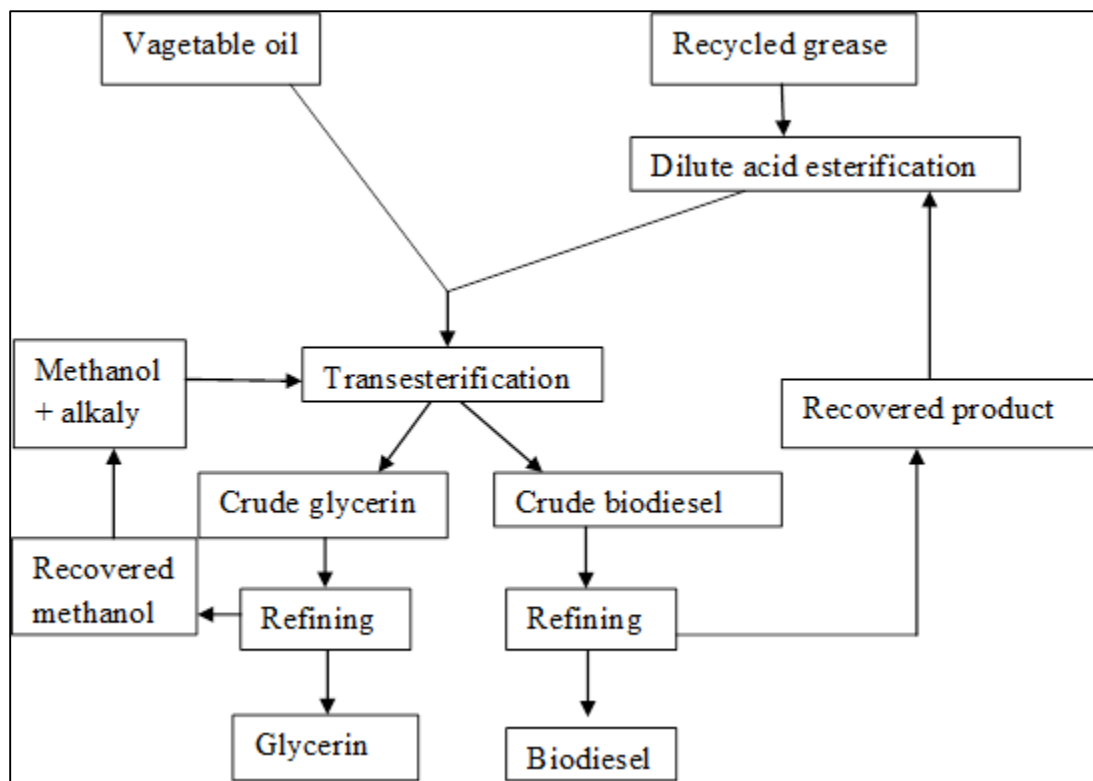 Vagetable oil
Recycled grease
Dilute acid esterification
Methanol
+ alkaly
Transesterification
Recovered product
Crude glycerin
Crude biodiesel
Recovered
methanol
Refining
Refining
Glycerin
Biodiesel